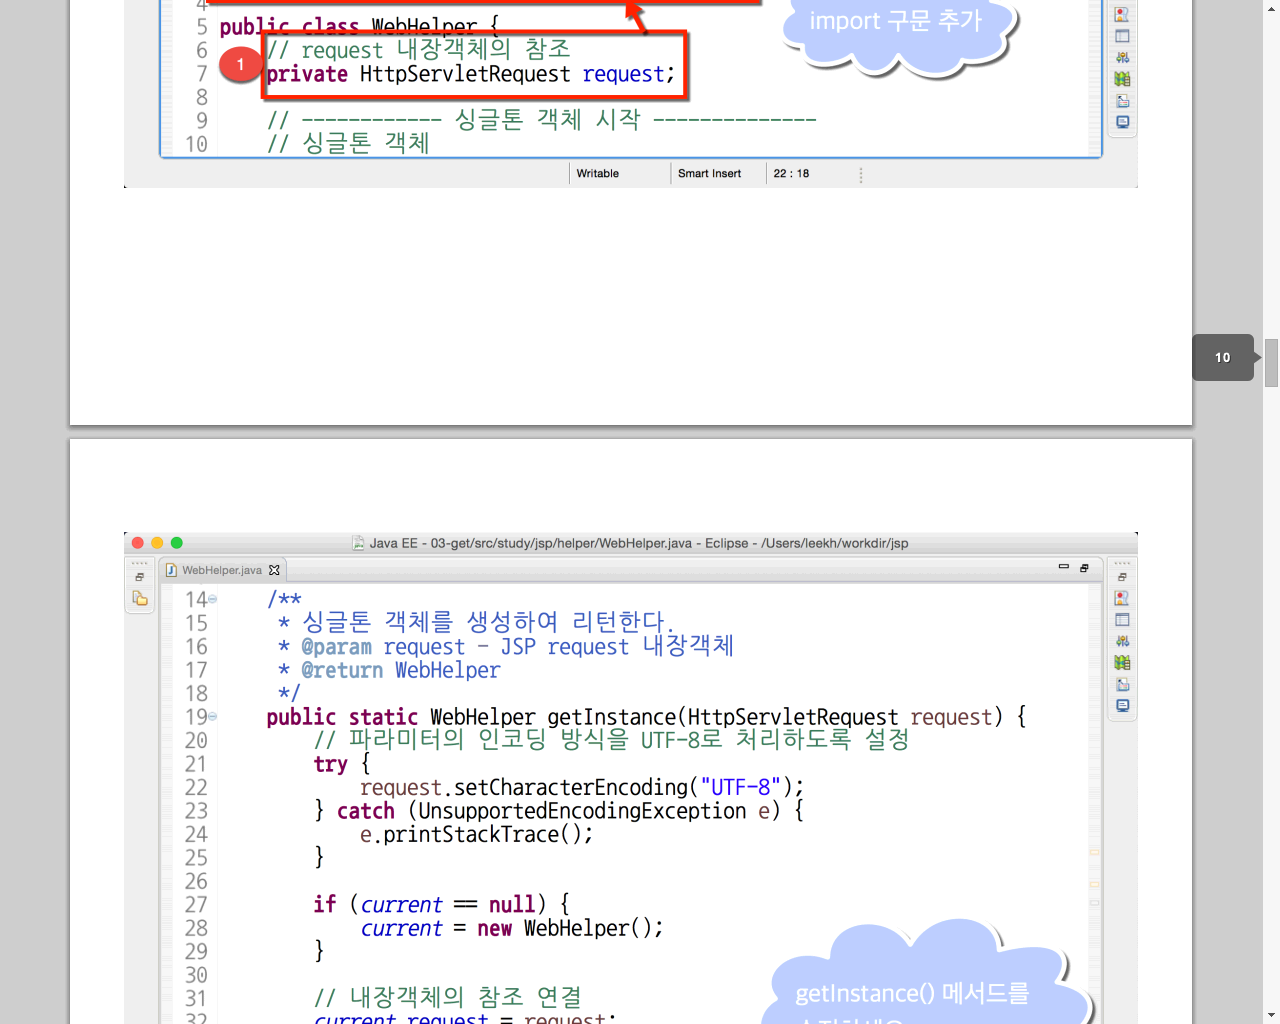 import 구문 추가
4
5 public class WebHelper {
6 // request 내장객체의 참조
1
7 private HttpServletRequest request;
8
9 // ------------ 싱글톤 객체 시작 --------------
10 // 싱글톤 객체
Writable Smart Insert 22 : 18
10
Java EE - 03-get/src/study/jsp/helper/WebHelper.java - Eclipse - /Users/leekh/workdir/jsp
WebHelper.java
14 /**
15 * 싱글톤 객체를 생성하여 리턴한다.
16 * @param request - JSP request 내장객체
17 * @return WebHelper
18 */
19 public static WebHelper getInstance(HttpServletRequest request) {
20 // 파라미터의 인코딩 방식을 UTF-8로 처리하도록 설정
21 try {
22 request.setCharacterEncoding("UTF-8");
23 } catch (UnsupportedEncodingException e) {
24 e.printStackTrace();
25 }
26
27 if (current == null) {
28 current = new WebHelper();
29 }
30
31 // 내장객체의 참조 연결
32 current.request = request;
getInstance() 메서드를